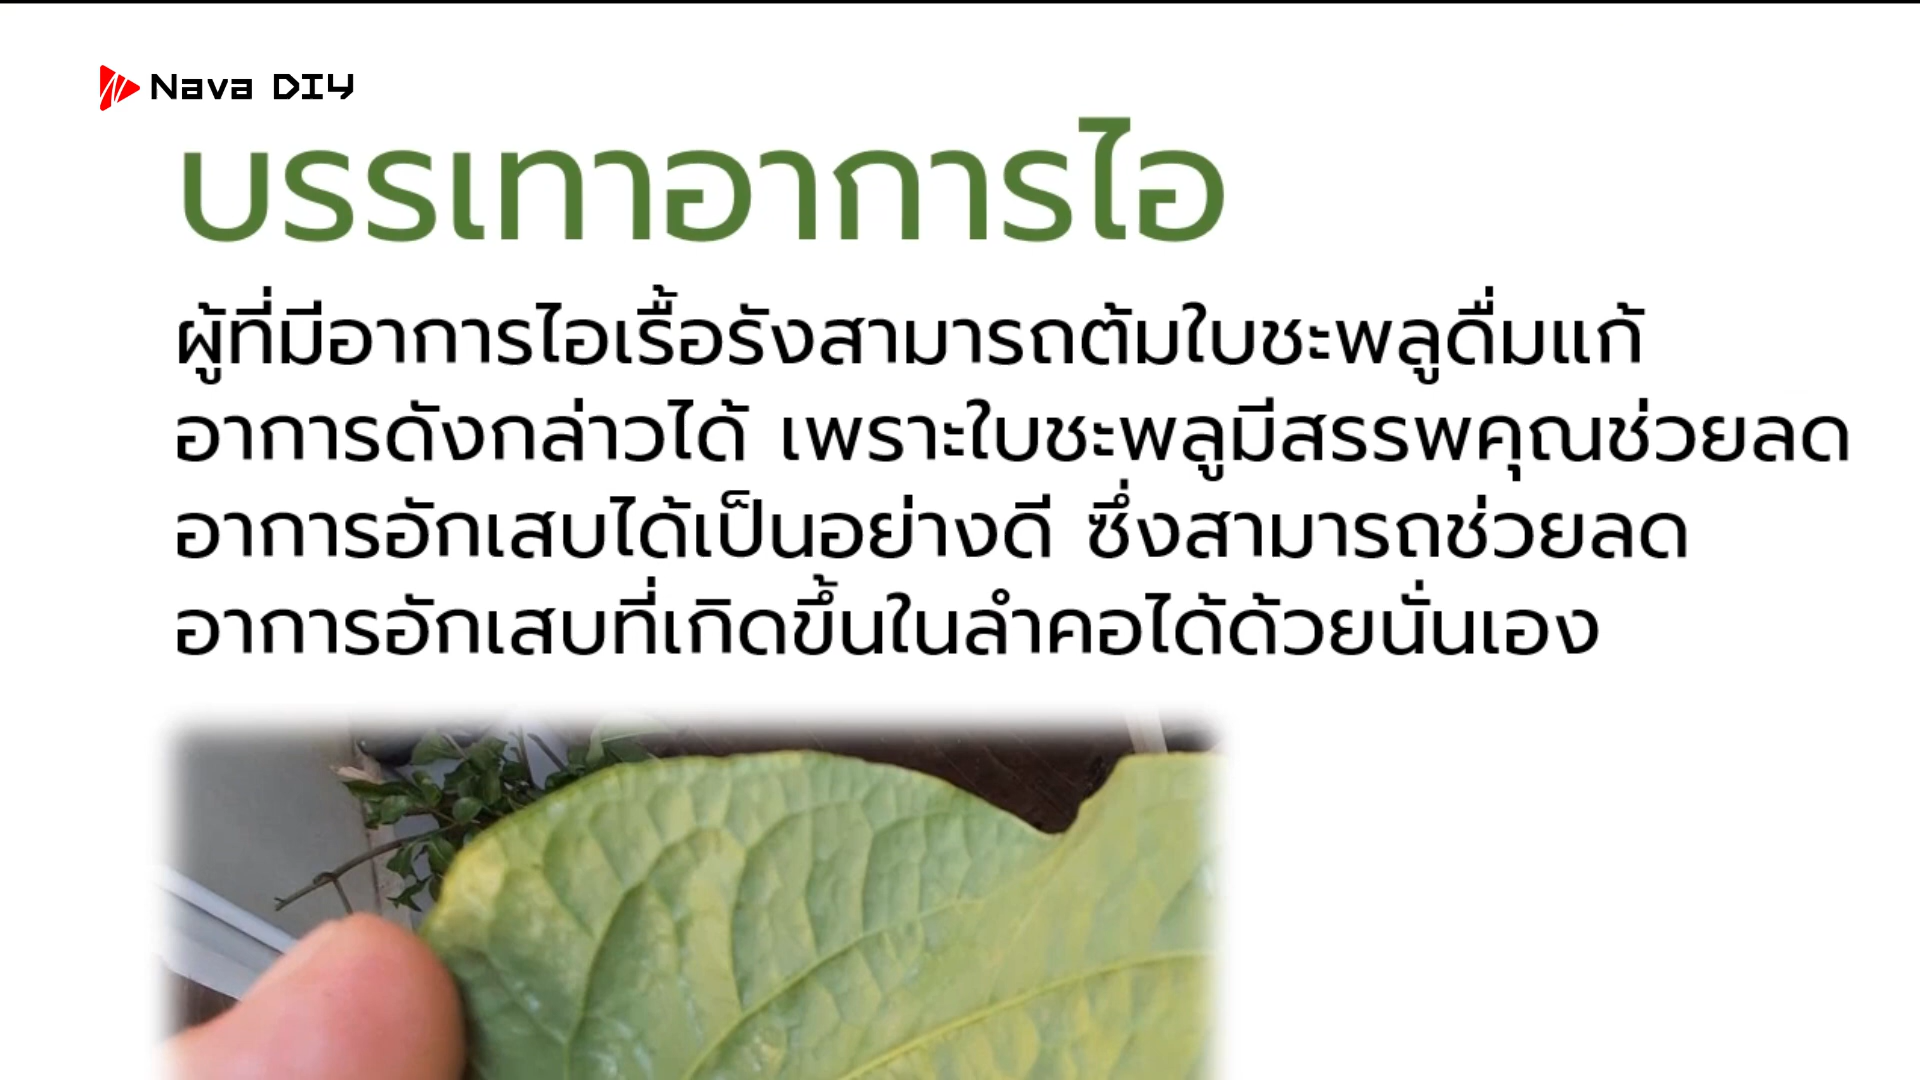 Nava DIY
บรรเทาอาการไอ
ผู้ที่มีอาการไอเรื้อรังสามารถต้มใบชะพลูดื่มแก้
อาการดังกล่าวได้ เพราะใบชะพลูมีสรรพคุณช่วยลด
อาการอักเสบได้เป็นอย่างดี ซึ่งสามารถช่วยลด
อาการอักเสบที่เกิดขึ้นในลำคอได้ด้วยนั่นเอง